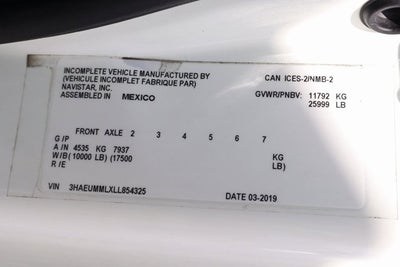 INCOMPLETE VEHICLE MANUFACTURED BY
(VEHICULE INCOMPLET FABRIQUE PAR)
NAVISTAR, INC.
ASSEMBLED IN MEXICO
CAN ICES-2/NMB-2
GVWR/PNBV: 11792 KG
25999 LB
G / P FRONT AXLE 2 3 4 5 6 7
A / N 4535 KG 7937 KG
W / B ( 10000 LB) (17500 LB)
R / E
VIN 3HAEUMMLXLL854325
DATE 03-2019